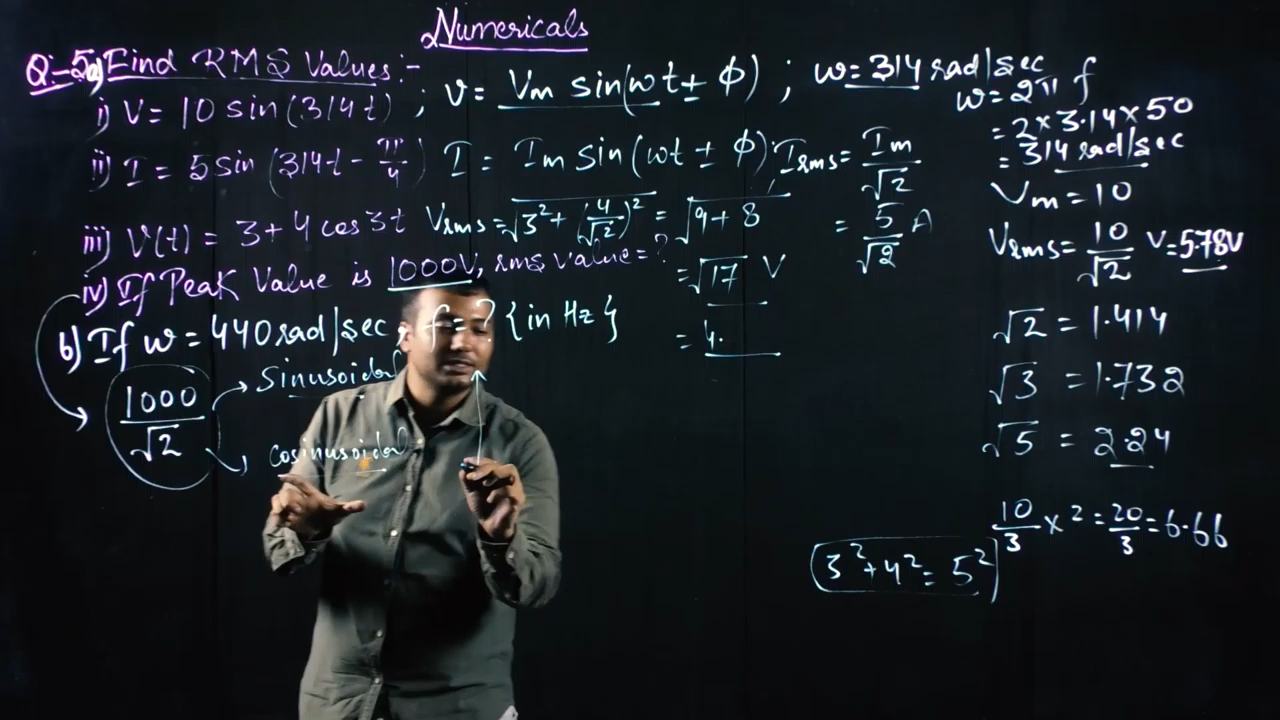 Numericals
Q:-5 a) Find RMS Values:-
i) V = 10 sin(314t) ; v = Vm sin(ωt ± φ) ; ω = 314 rad/sec
ω = 2π f
= 2 × 3.14 × 50
= 314 rad/sec
ii) I = 5 sin(314t - π/4) I = Im sin(ωt ± φ); Irms = Im/√2
= 5/√2 A
Vm = 10
Vrms = 10/√2 V = 5.78V
iii) V(t) = 3 + 4 cos 3t Vrms = √3² + (4/√2)² = √9 + 8
= √17 V
= 4.
iv) If Peak Value is 1000V, rms value = ?
b) If ω = 440 rad/sec, f = ? {in Hz}
1000/√2
Sinusoidal
cosinusoidal
√2 = 1.414
√3 = 1.732
√5 = 2.24
10/3 × 2 = 20/3 = 6.66
3² + 4² = 5²